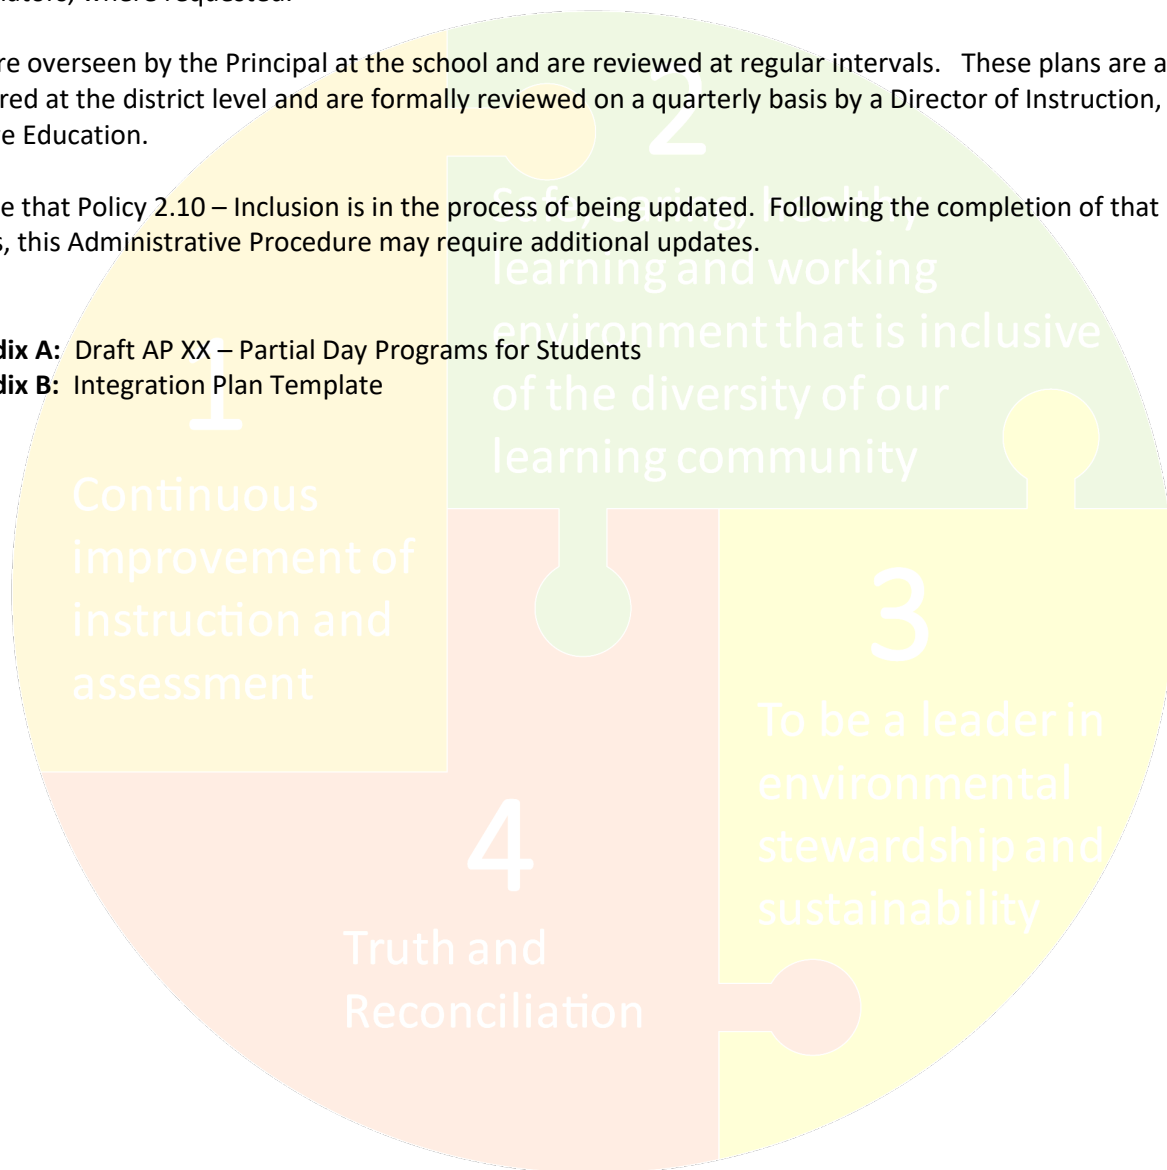 re overseen by the Principal at the school and are reviewed at regular intervals. These plans are a
red at the district level and are formally reviewed on a quarterly basis by a Director of Instruction,
e Education.
e that Policy 2.10 – Inclusion is in the process of being updated. Following the completion of that
s, this Administrative Procedure may require additional updates.
dix A: Draft AP XX – Partial Day Programs for Students
dix B: Integration Plan Template
1
Continuous
improvement of
instruction and
assessment
2
Safe, caring, healthy
learning and working
environment that is inclusive
of the diversity of our
learning community
3
To be a leader in
environmental
stewardship and
sustainability
4
Truth and
Reconciliation